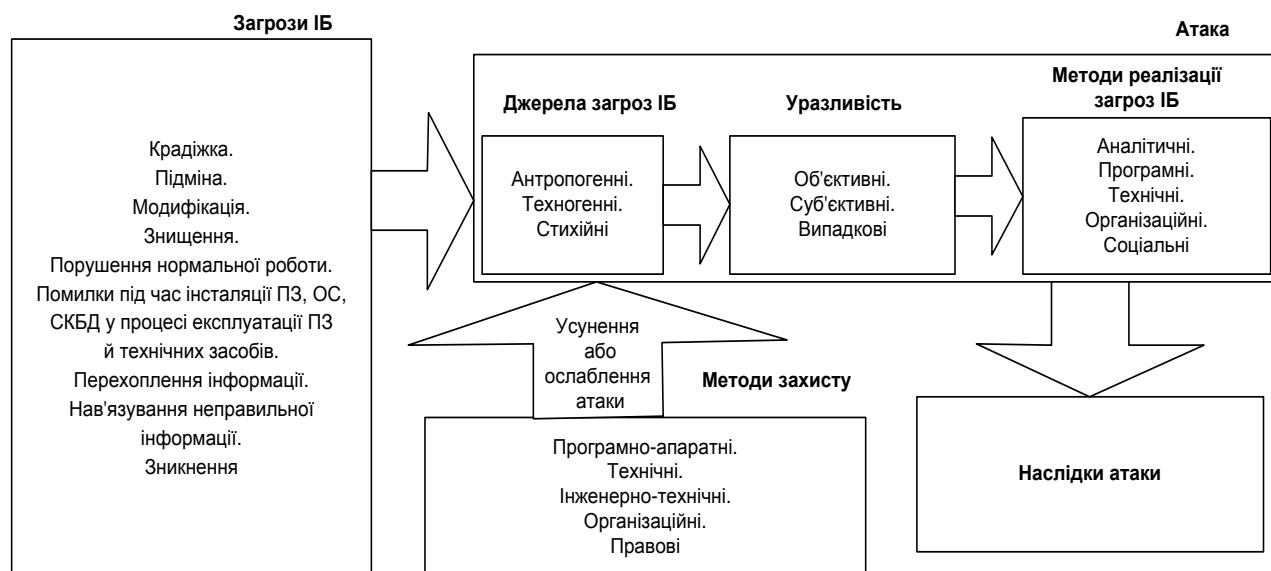 Загрози ІБ
Крадіжка.
Підміна.
Модифікація.
Знищення.
Порушення нормальної роботи.
Помилки під час інсталяції ПЗ, ОС,
СКБД у процесі експлуатації ПЗ
й технічних засобів.
Перехоплення інформації.
Нав'язування неправильної
інформації.
Зникнення
Атака
Джерела загроз ІБ
Антропогенні.
Техногенні.
Стихійні
Уразливість
Об'єктивні.
Суб'єктивні.
Випадкові
Методи реалізації
загроз ІБ
Аналітичні.
Програмні.
Технічні.
Організаційні.
Соціальні
Усунення
або
ослаблення
атаки
Методи захисту
Програмно-апаратні.
Технічні.
Інженерно-технічні.
Організаційні.
Правові
Наслідки атаки